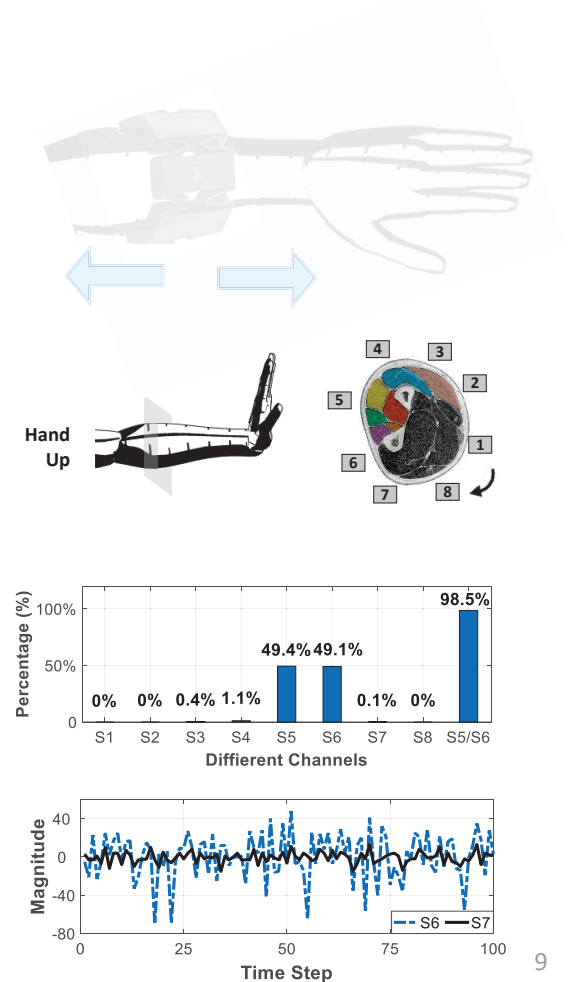 4
3
5
2
Hand
Up
1
6
7
8
Percentage (%)
100%
50%
0
0%
0%
0.4%
1.1%
49.4%
49.1%
0.1%
0%
98.5%
S1 S2 S3 S4 S5 S6 S7 S8 S5/S6
Diffierent Channels
Magnitude
40
0
-40
-80
S6 S7
0 25 50 75 100
Time Step
9